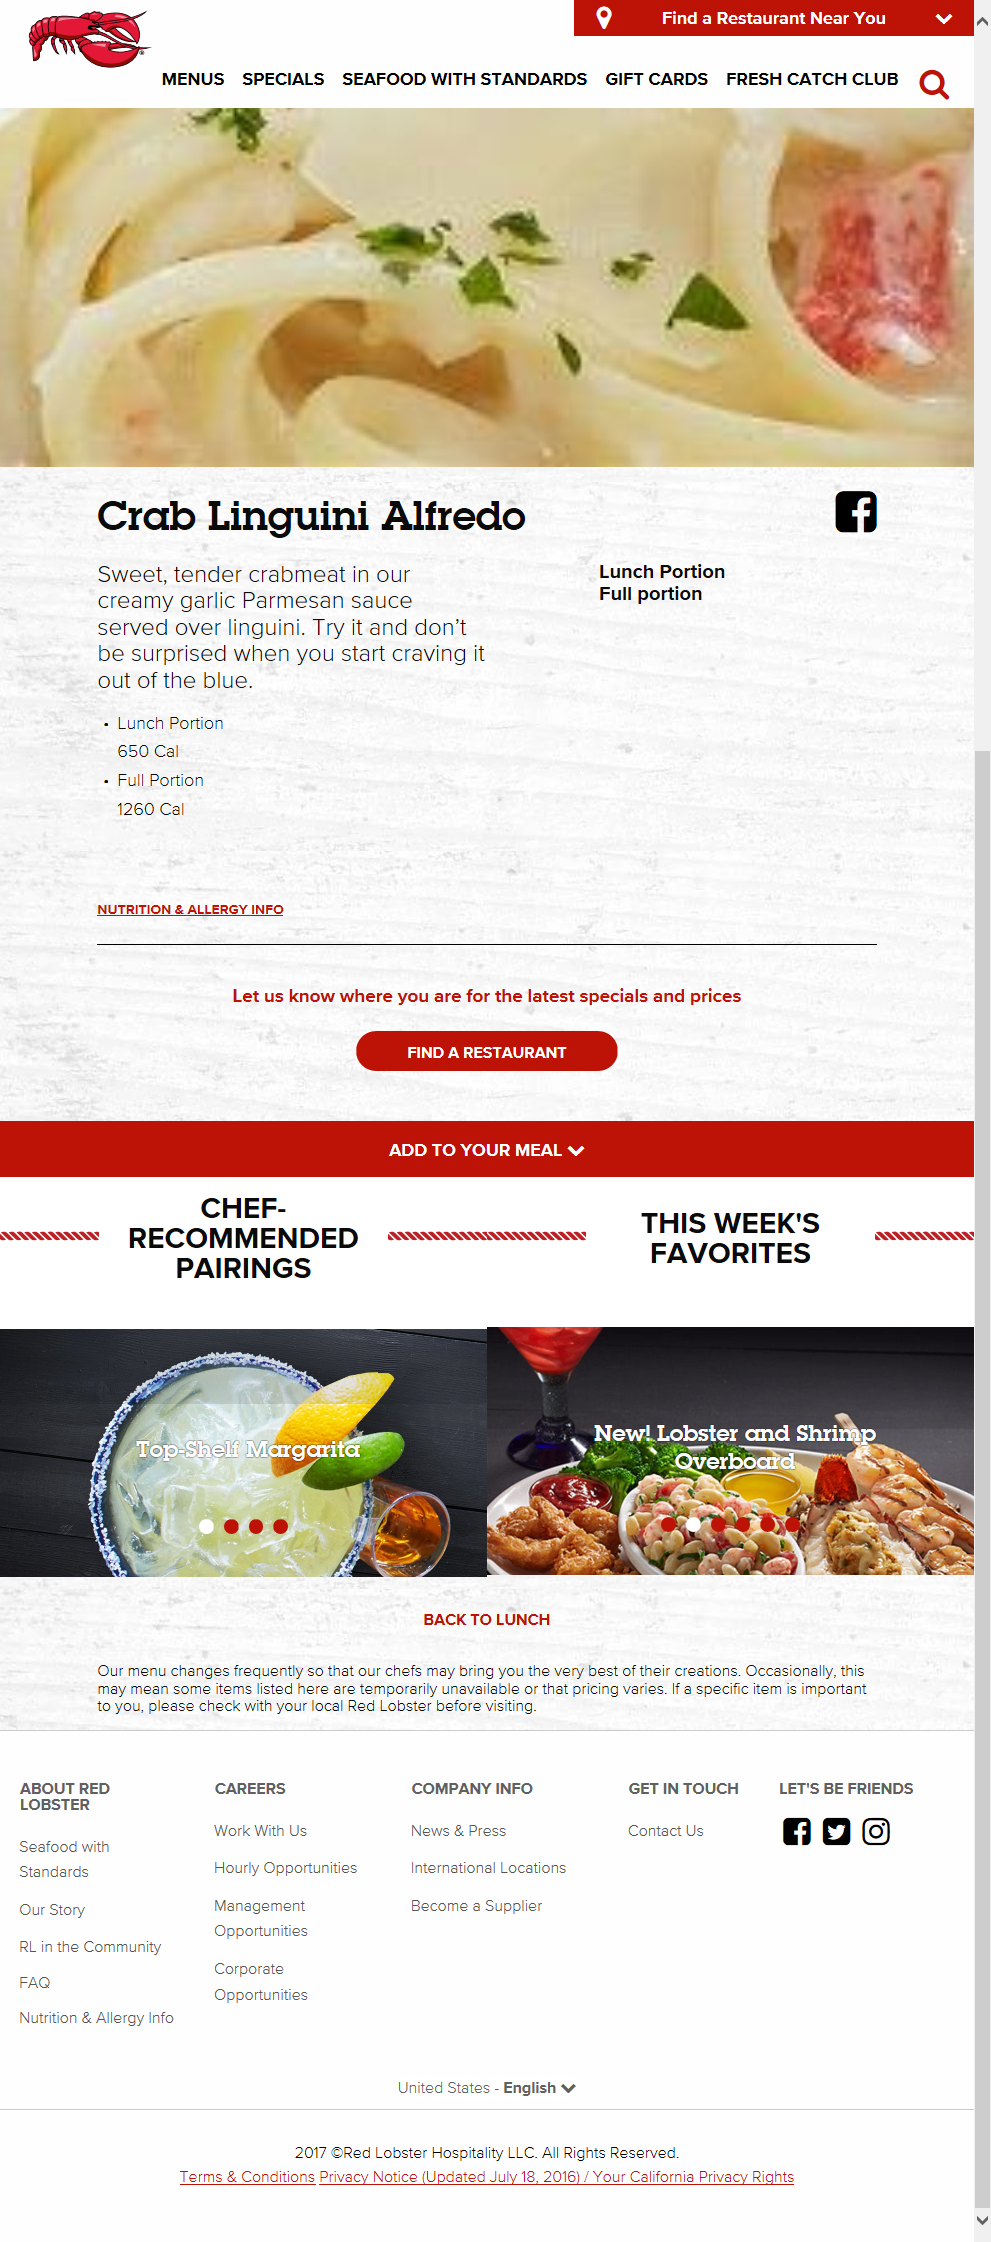 Find a Restaurant Near You
MENUS SPECIALS SEAFOOD WITH STANDARDS GIFT CARDS FRESH CATCH CLUB
Crab Linguini Alfredo
Sweet, tender crabmeat in our
creamy garlic Parmesan sauce
served over linguini. Try it and don’t
be surprised when you start craving it
out of the blue.
Lunch Portion
Full portion
• Lunch Portion
650 Cal
• Full Portion
1260 Cal
NUTRITION & ALLERGY INFO
Let us know where you are for the latest specials and prices
FIND A RESTAURANT
ADD TO YOUR MEAL
CHEF-
RECOMMENDED
PAIRINGS
THIS WEEK'S
FAVORITES
Top-Shelf Margarita
New! Lobster and Shrimp
Overboard
BACK TO LUNCH
Our menu changes frequently so that our chefs may bring you the very best of their creations. Occasionally, this
may mean some items listed here are temporarily unavailable or that pricing varies. If a specific item is important
to you, please check with your local Red Lobster before visiting.
ABOUT RED
LOBSTER
Seafood with
Standards
Our Story
RL in the Community
FAQ
Nutrition & Allergy Info
CAREERS
Work With Us
Hourly Opportunities
Management
Opportunities
Corporate
Opportunities
COMPANY INFO
News & Press
International Locations
Become a Supplier
GET IN TOUCH
Contact Us
LET'S BE FRIENDS
United States - English
2017 ©Red Lobster Hospitality LLC. All Rights Reserved.
Terms & Conditions Privacy Notice (Updated July 18, 2016) / Your California Privacy Rights